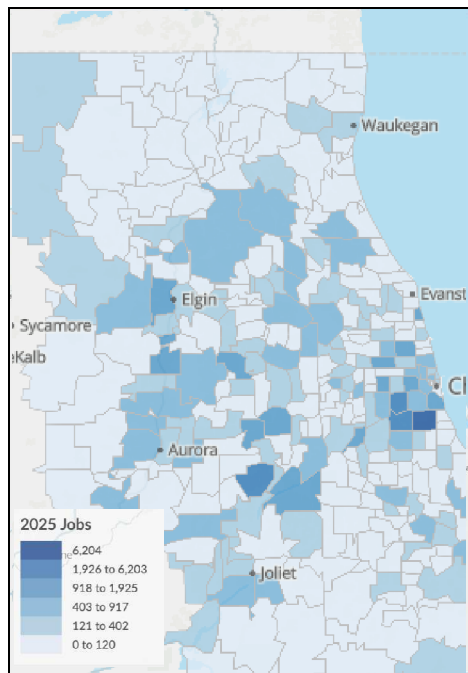 Waukegan
Elgin
Evanst
Sycamore
eKalb
Ch
Aurora
2025 Jobs
6,204
1,926 to 6,203
918 to 1,925
403 to 917
121 to 402
0 to 120
Joliet